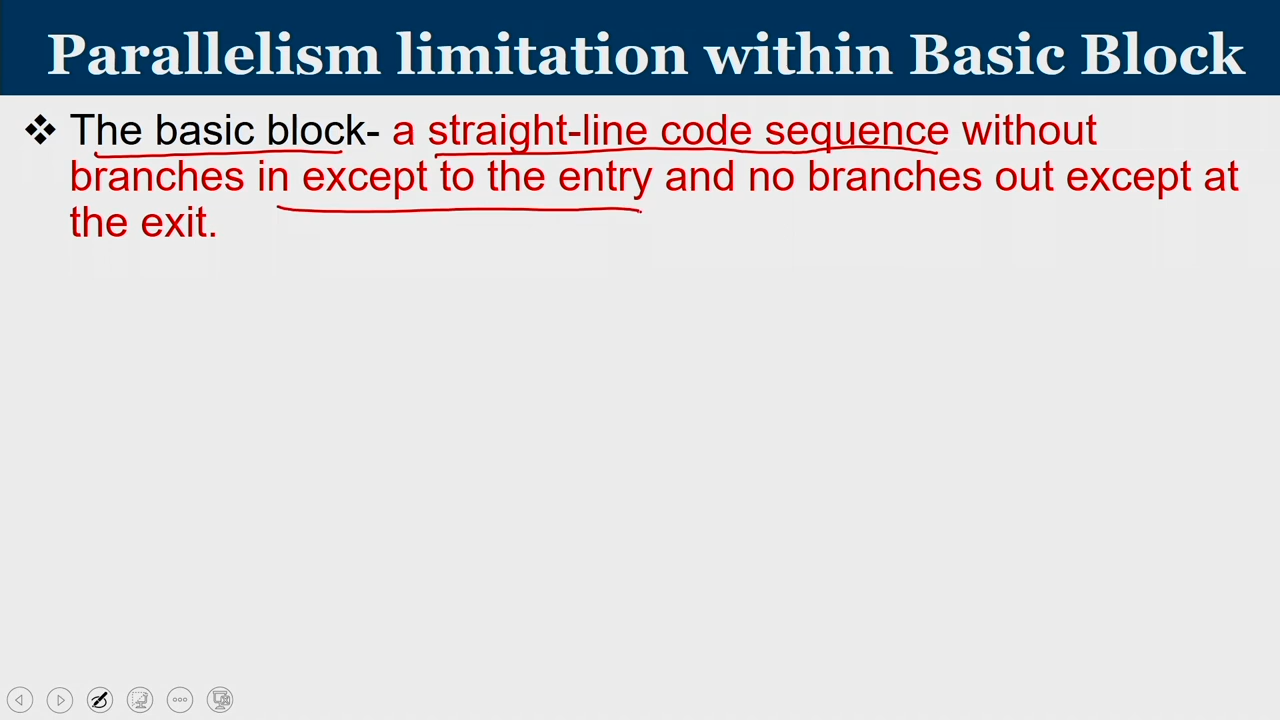 Parallelism limitation within Basic Block
❖ The basic block- a straight-line code sequence without
branches in except to the entry and no branches out except at
the exit.